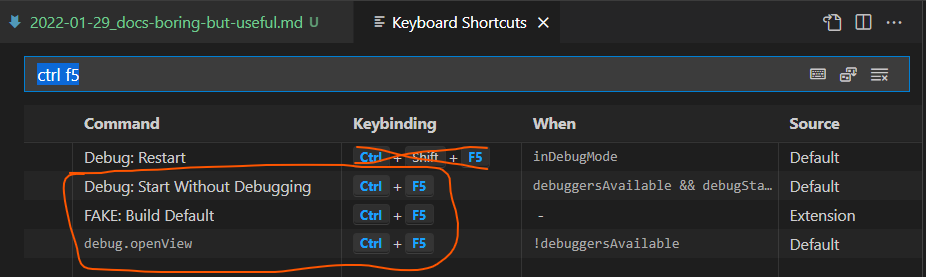 2022-01-29_docs-boring-but-useful.md U Keyboard Shortcuts
ctrl f5
Command Keybinding When Source
Debug: Restart Ctrl + Shift + F5 inDebugMode Default
Debug: Start Without Debugging Ctrl + F5 debuggersAvailable && debugSta… Default
FAKE: Build Default Ctrl + F5 - Extension
debug.openView Ctrl + F5 !debuggersAvailable Default